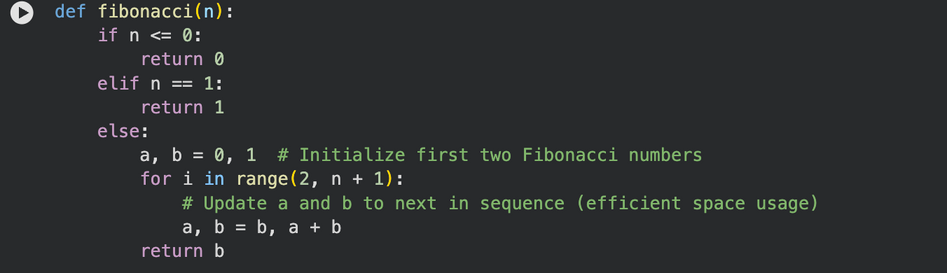 def fibonacci(n):
    if n <= 0:
        return 0
    elif n == 1:
        return 1
    else:
        a, b = 0, 1  # Initialize first two Fibonacci numbers
        for i in range(2, n + 1):
            # Update a and b to next in sequence (efficient space usage)
            a, b = b, a + b
        return b